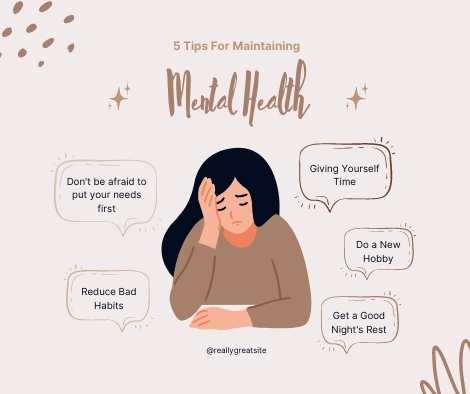 5 Tips For Maintaining
Mental Health
Don't be afraid to
put your needs
first
Giving Yourself
Time
Do a New
Hobby
Reduce Bad
Habits
Get a Good
Night's Rest
@reallygreatsite